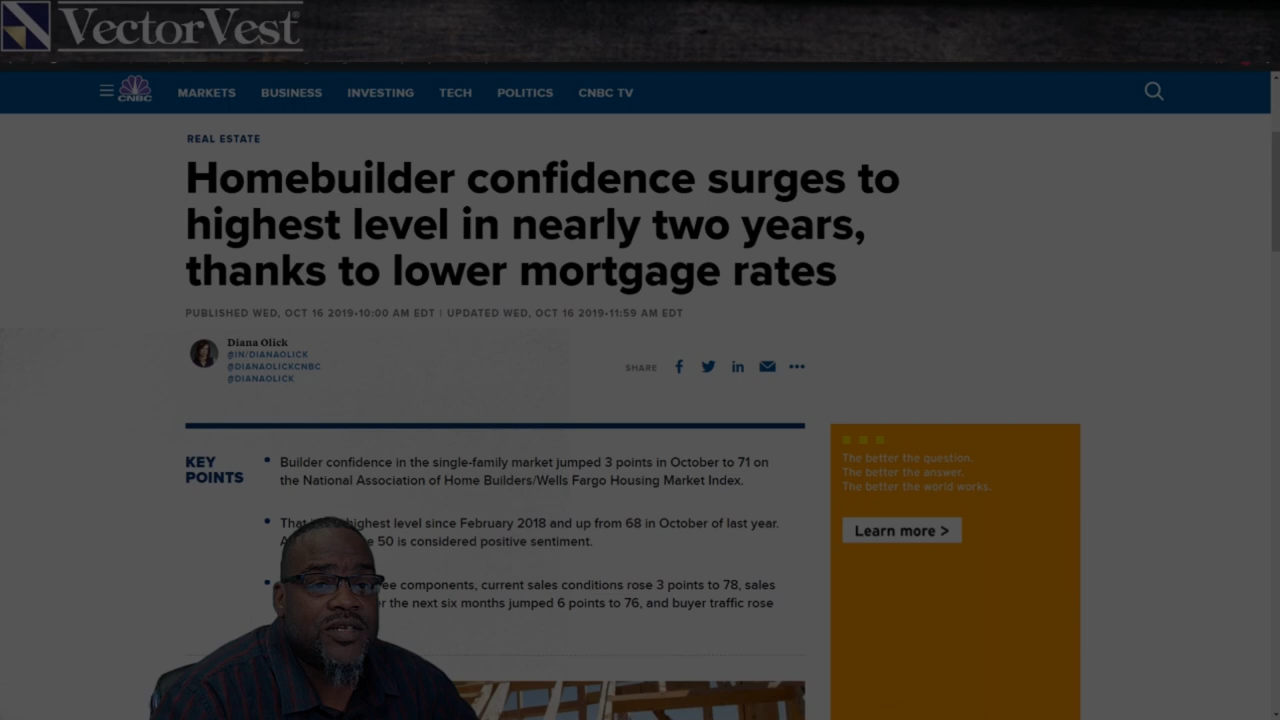 VectorVest®
CNBC
MARKETS BUSINESS INVESTING TECH POLITICS CNBC TV
REAL ESTATE
Homebuilder confidence surges to
highest level in nearly two years,
thanks to lower mortgage rates
PUBLISHED WED, OCT 16 2019•10:00 AM EDT | UPDATED WED, OCT 16 2019•11:59 AM EDT
Diana Olick
@IN/DIANAOLICK
@DIANAOLICKCNBC
@DIANAOLICK
SHARE
KEY
POINTS
Builder confidence in the single-family market jumped 3 points in October to 71 on
the National Association of Home Builders/Wells Fargo Housing Market Index.
highest level since February 2018 and up from 68 in October of last year.
50 is considered positive sentiment.
components, current sales conditions rose 3 points to 78, sales
the next six months jumped 6 points to 76, and buyer traffic rose
The better the question.
The better the answer.
The better the world works.
Learn more >